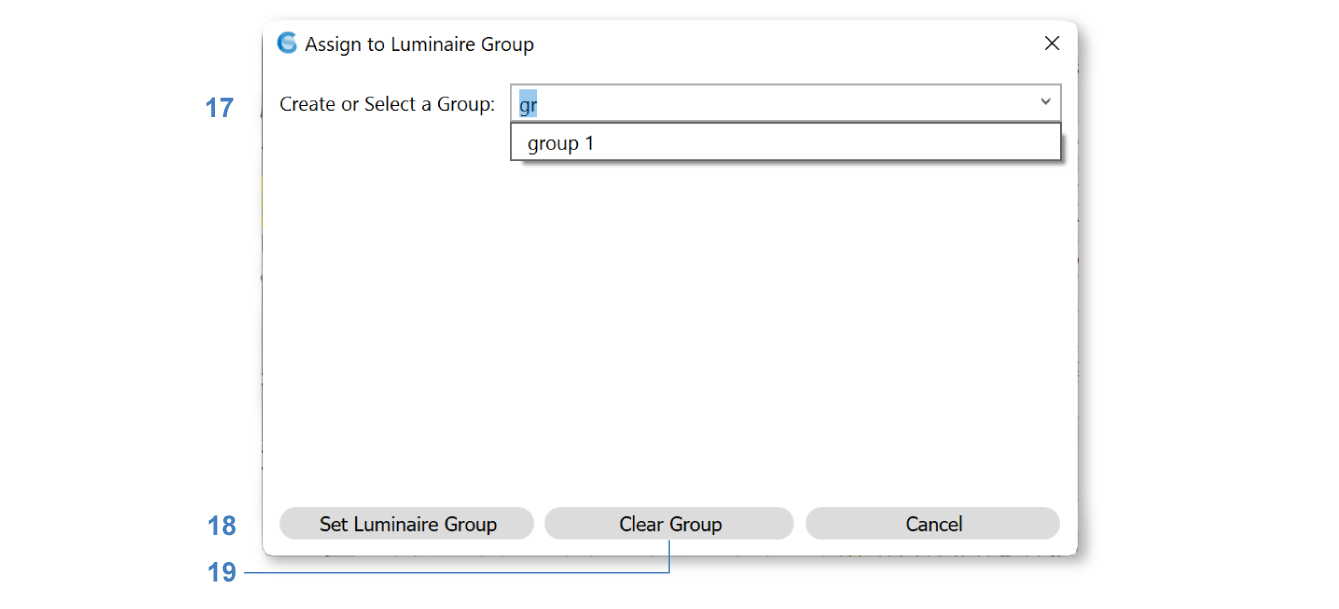 Assign to Luminaire Group
17 Create or Select a Group: gr
group 1
18 Set Luminaire Group Clear Group Cancel
19